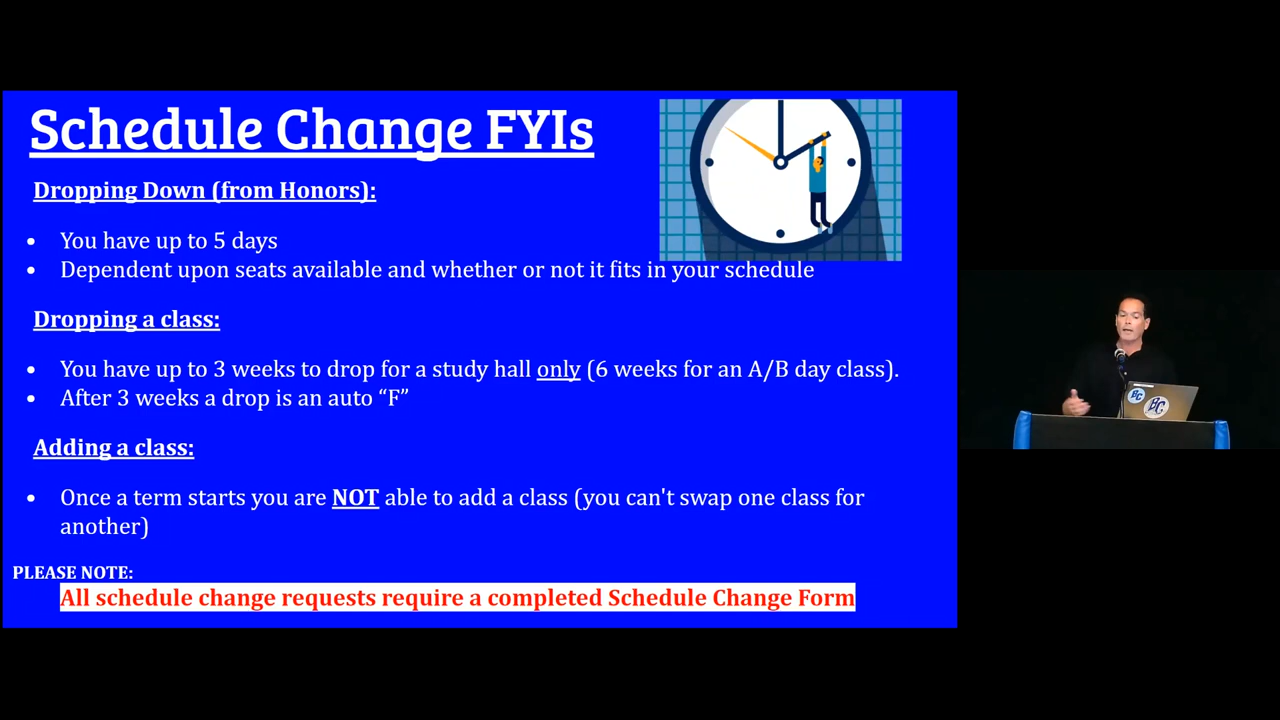 Schedule Change FYIs
Dropping Down (from Honors):
• You have up to 5 days
• Dependent upon seats available and whether or not it fits in your schedule
Dropping a class:
• You have up to 3 weeks to drop for a study hall only (6 weeks for an A/B day class).
• After 3 weeks a drop is an auto “F”
Adding a class:
• Once a term starts you are NOT able to add a class (you can't swap one class for
another)
PLEASE NOTE:
All schedule change requests require a completed Schedule Change Form
BC
BC